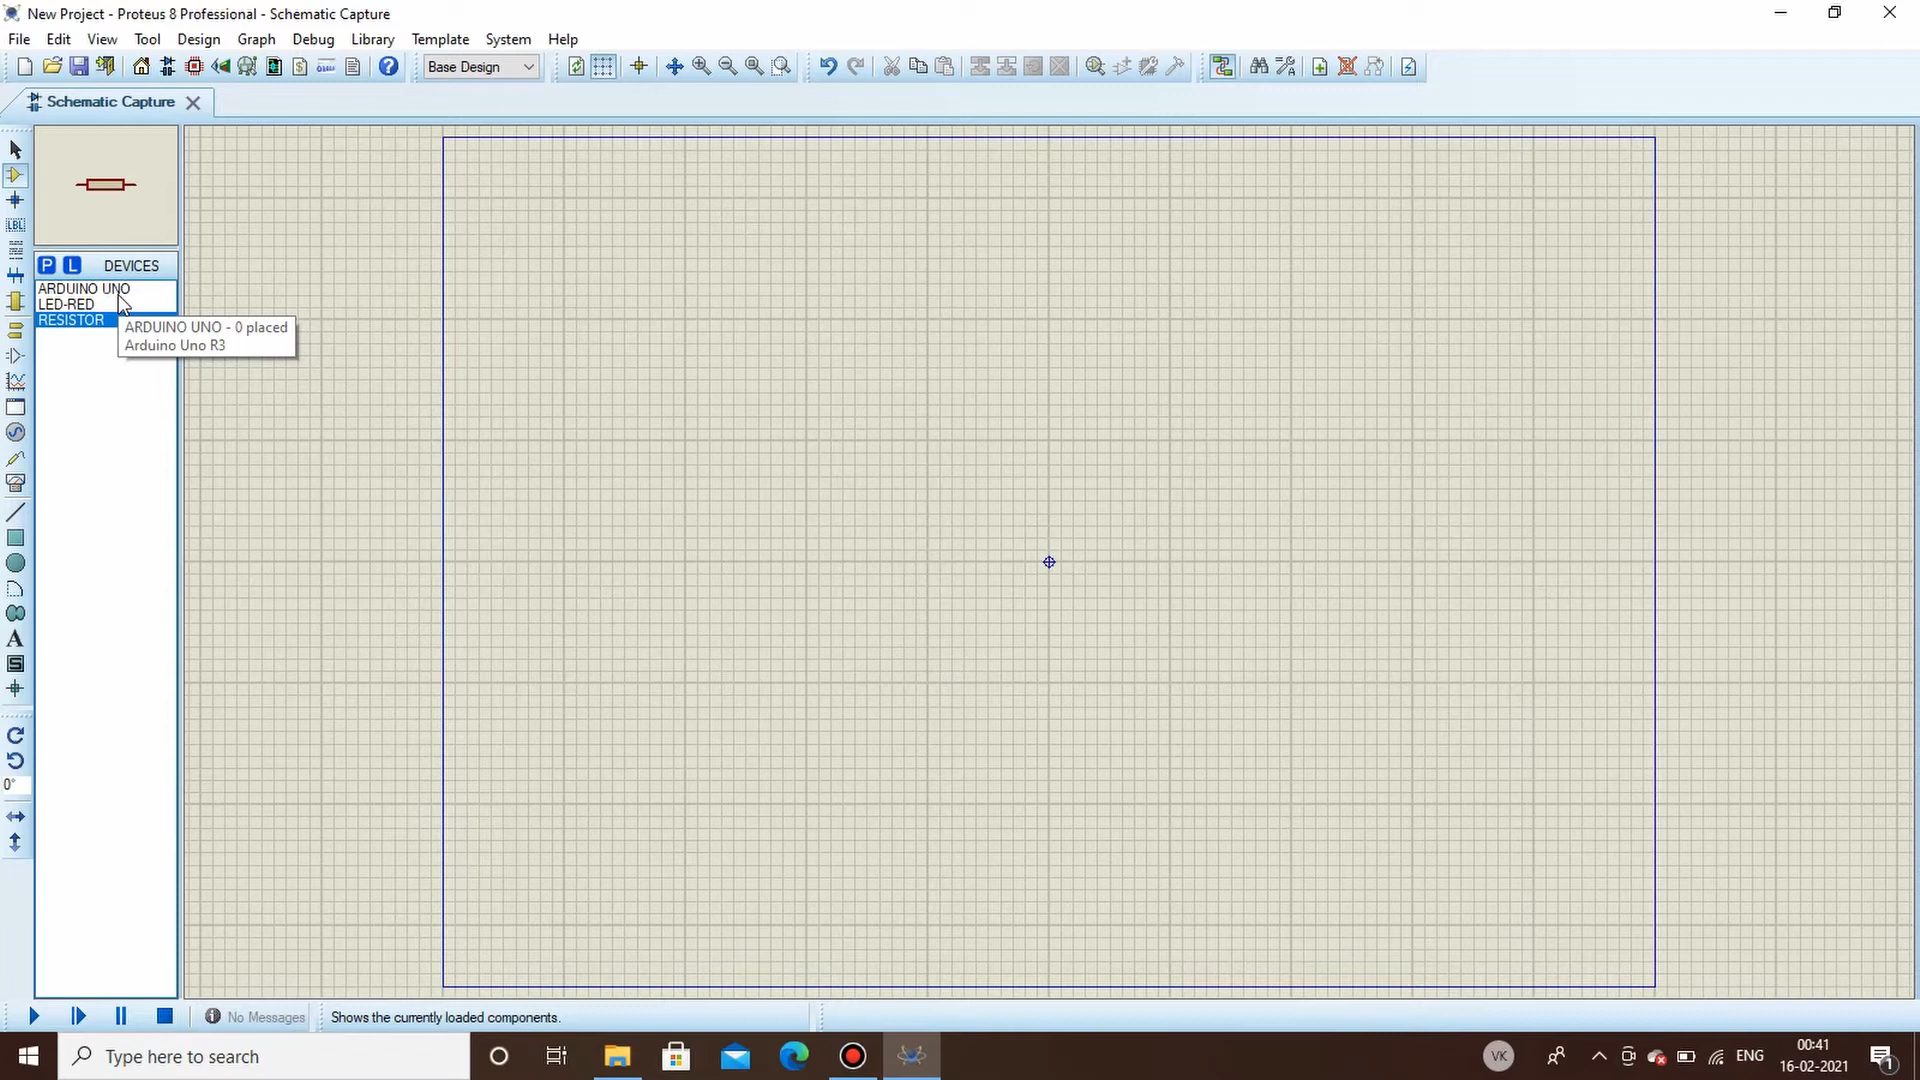 New Project - Proteus 8 Professional - Schematic Capture
File Edit View Tool Design Graph Debug Library Template System Help
Base Design
Schematic Capture
P L DEVICES
ARDUINO UNO
LED-RED
RESISTOR
ARDUINO UNO - 0 placed
Arduino Uno R3
LBL
A
S
0°
No Messages
Shows the currently loaded components.
Type here to search
VK
ENG
00:41
16-02-2021
1